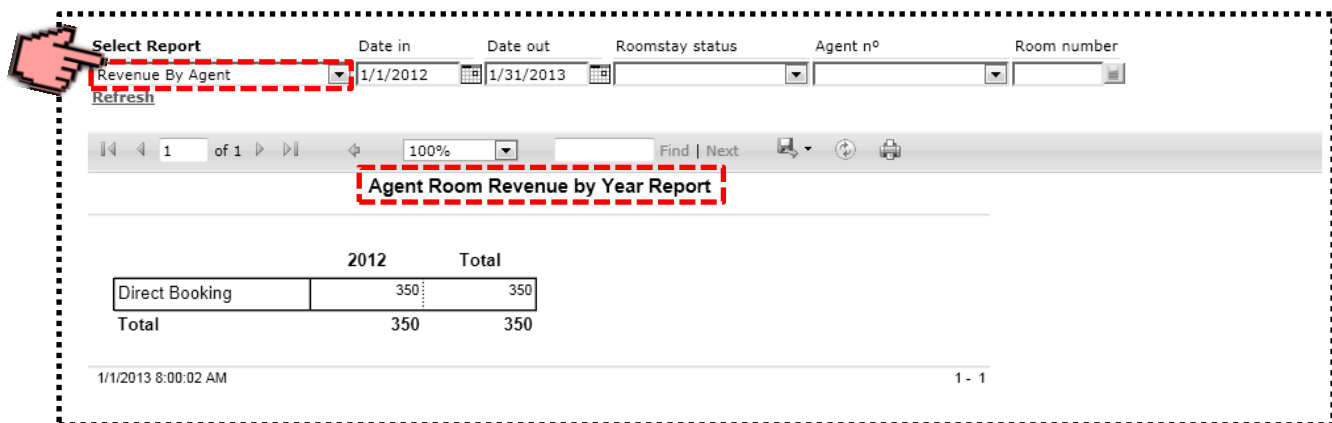 Select Report Date in Date out Roomstay status Agent nº Room number
Revenue By Agent 1/1/2012 1/31/2013
Refresh
1 of 1 100% Find | Next
Agent Room Revenue by Year Report
2012 Total
Direct Booking 350 350
Total 350 350
1/1/2013 8:00:02 AM 1 - 1